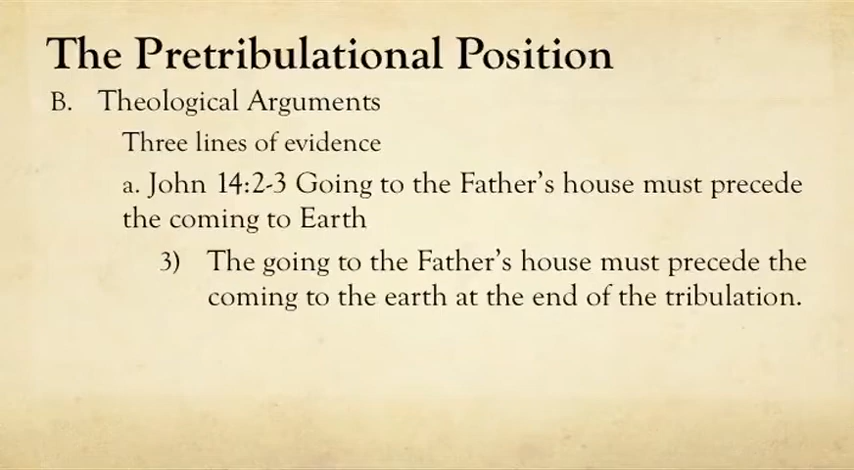 The Pretribulational Position
B. Theological Arguments
Three lines of evidence
a. John 14:2-3 Going to the Father's house must precede
the coming to Earth
3) The going to the Father's house must precede the
coming to the earth at the end of the tribulation.